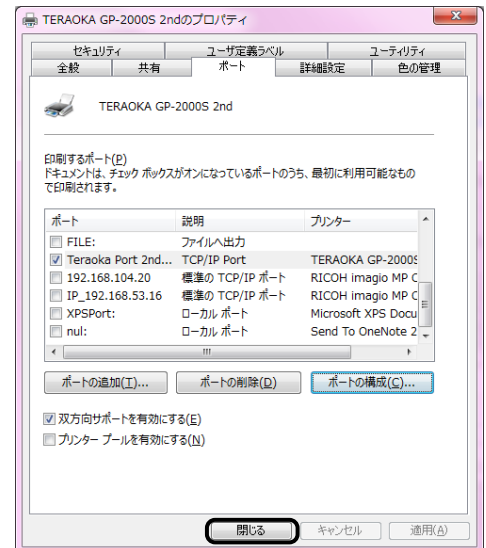 TERAOKA GP-2000S 2ndのプロパティ
セキュリティ ユーザ定義ラベル ユーティリティ
全般 共有 ポート 詳細設定 色の管理
TERAOKA GP-2000S 2nd
印刷するポート(P)
ドキュメントは、チェック ボックスがオンになっているポートのうち、最初に利用可能なもの
で印刷されます。
ポート 説明 プリンター
FILE: ファイルへ出力
Teraoka Port 2nd... TCP/IP Port TERAOKA GP-2000S
192.168.104.20 標準の TCP/IP ポート RICOH imagio MP C
IP_192.168.53.16 標準の TCP/IP ポート RICOH imagio MP C
XPSPort: ローカル ポート Microsoft XPS Docu
nul: ローカル ポート Send To OneNote 2
ポートの追加(T)... ポートの削除(D) ポートの構成(C)...
双方向サポートを有効にする(E)
プリンター プールを有効にする(N)
閉じる キャンセル 適用(A)